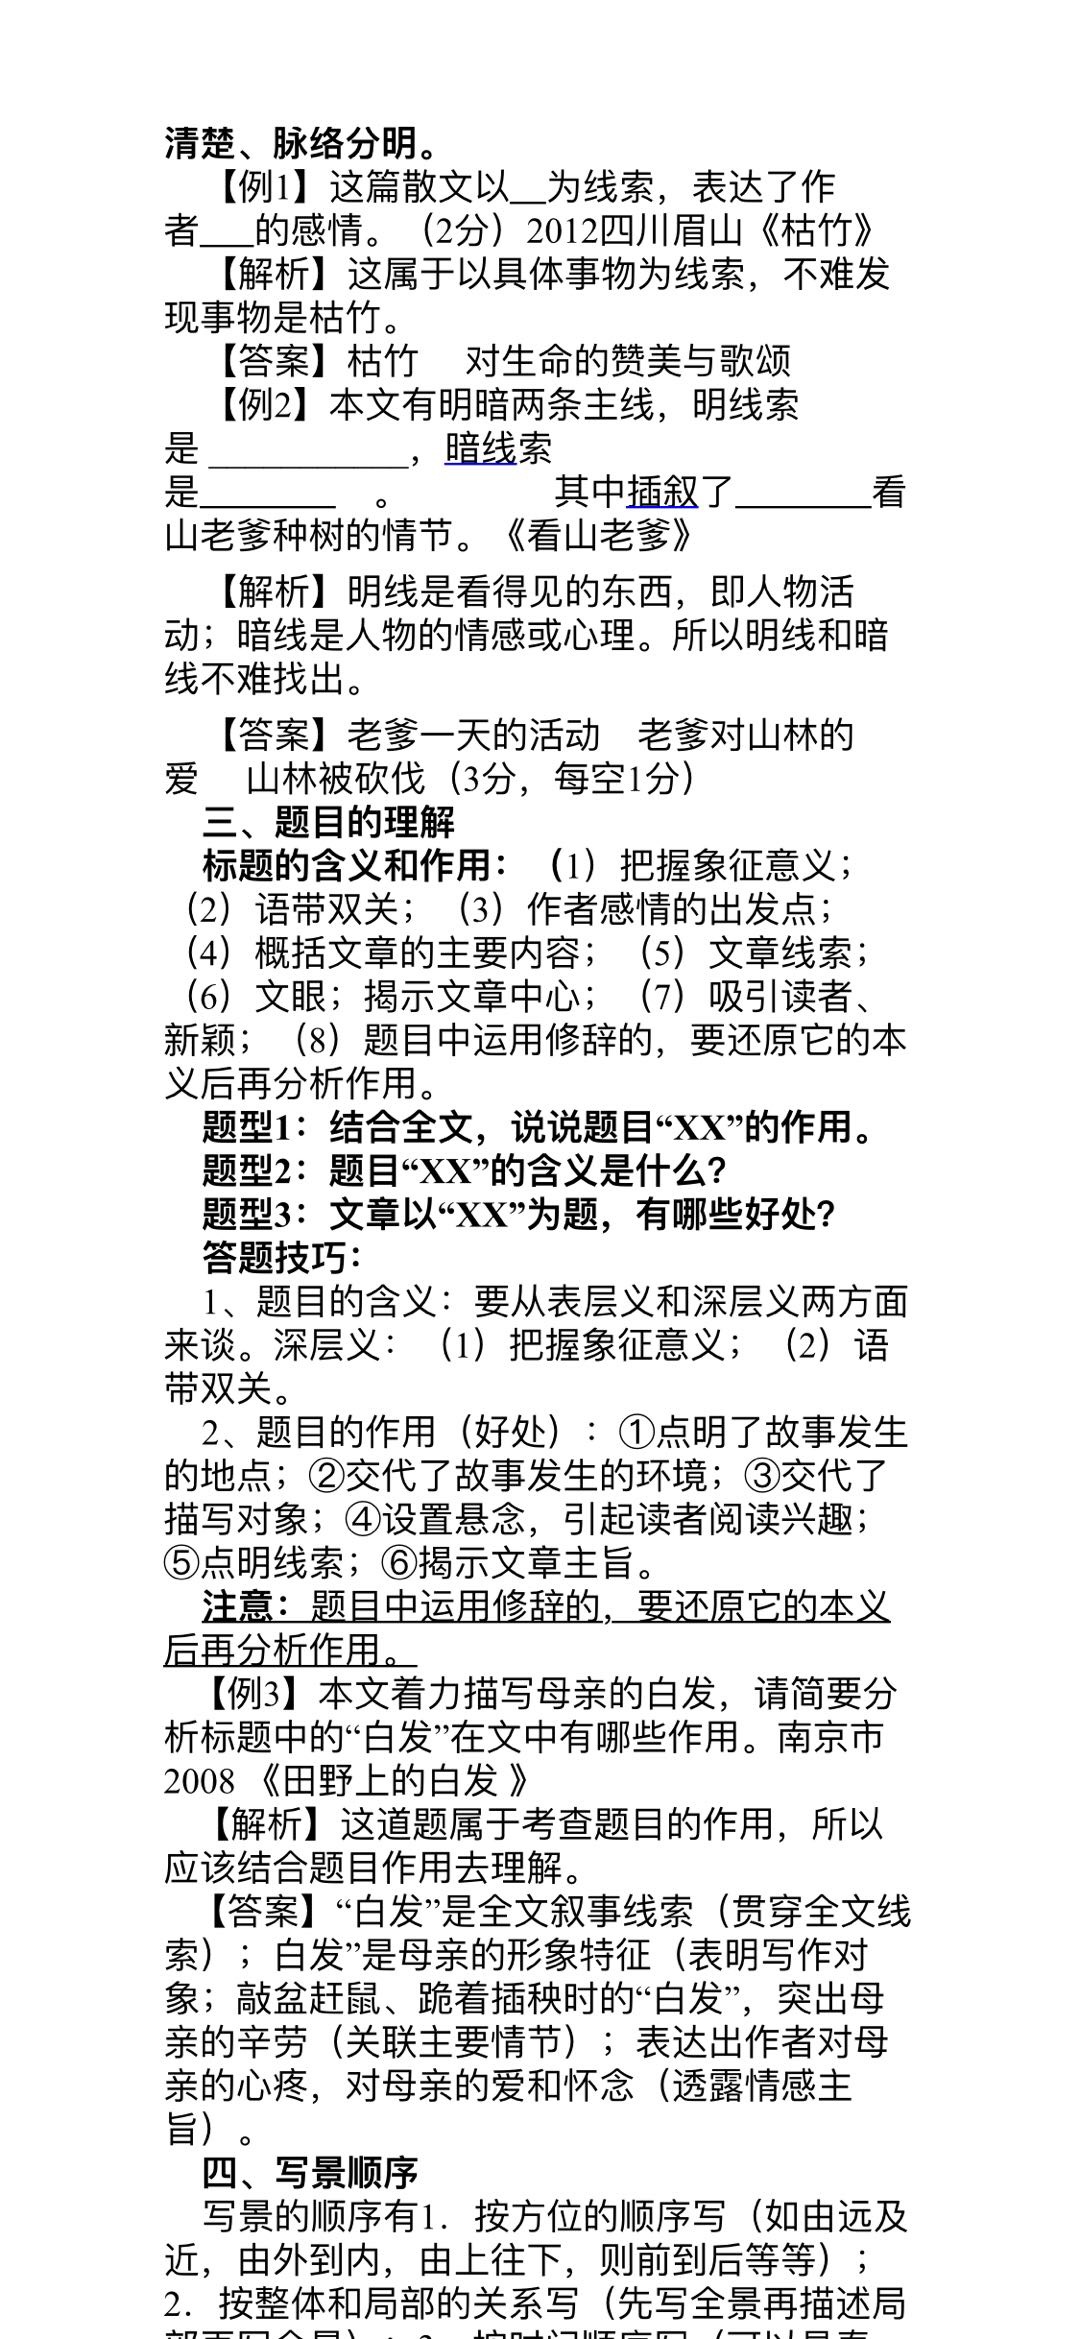 清楚、脉络分明。
【例1】这篇散文以__为线索，表达了作
者___的感情。（2分）2012四川眉山《枯竹》
【解析】这属于以具体事物为线索，不难发
现事物是枯竹。
【答案】枯竹　对生命的赞美与歌颂
【例2】本文有明暗两条主线，明线索
是 ___________，暗线索
是________　。　　　　其中插叙了________看
山老爹种树的情节。《看山老爹》
【解析】明线是看得见的东西，即人物活
动；暗线是人物的情感或心理。所以明线和暗
线不难找出。
【答案】老爹一天的活动　老爹对山林的
爱　 山林被砍伐（3分，每空1分）
三、题目的理解
标题的含义和作用：（1）把握象征意义；
（2）语带双关；（3）作者感情的出发点；
（4）概括文章的主要内容；（5）文章线索；
（6）文眼；揭示文章中心；（7）吸引读者、
新颖；（8）题目中运用修辞的，要还原它的本
义后再分析作用。
题型1：结合全文，说说题目“XX”的作用。
题型2：题目“XX”的含义是什么？
题型3：文章以“XX”为题，有哪些好处？
答题技巧：
1、题目的含义：要从表层义和深层义两方面
来谈。深层义：（1）把握象征意义；（2）语
带双关。
2、题目的作用（好处）：①点明了故事发生
的地点；②交代了故事发生的环境；③交代了
描写对象；④设置悬念，引起读者阅读兴趣；
⑤点明线索；⑥揭示文章主旨。
注意：题目中运用修辞的，要还原它的本义
后再分析作用。
【例3】本文着力描写母亲的白发，请简要分
析标题中的“白发”在文中有哪些作用。南京市
2008 《田野上的白发 》
【解析】这道题属于考查题目的作用，所以
应该结合题目作用去理解。
【答案】“白发”是全文叙事线索（贯穿全文线
索）；白发”是母亲的形象特征（表明写作对
象；敲盆赶鼠、跪着插秧时的“白发”，突出母
亲的辛劳（关联主要情节）；表达出作者对母
亲的心疼，对母亲的爱和怀念（透露情感主
旨）。
四、写景顺序
写景的顺序有1．按方位的顺序写（如由远及
近，由外到内，由上往下，则前到后等等）；
2．按整体和局部的关系写（先写全景再描述局